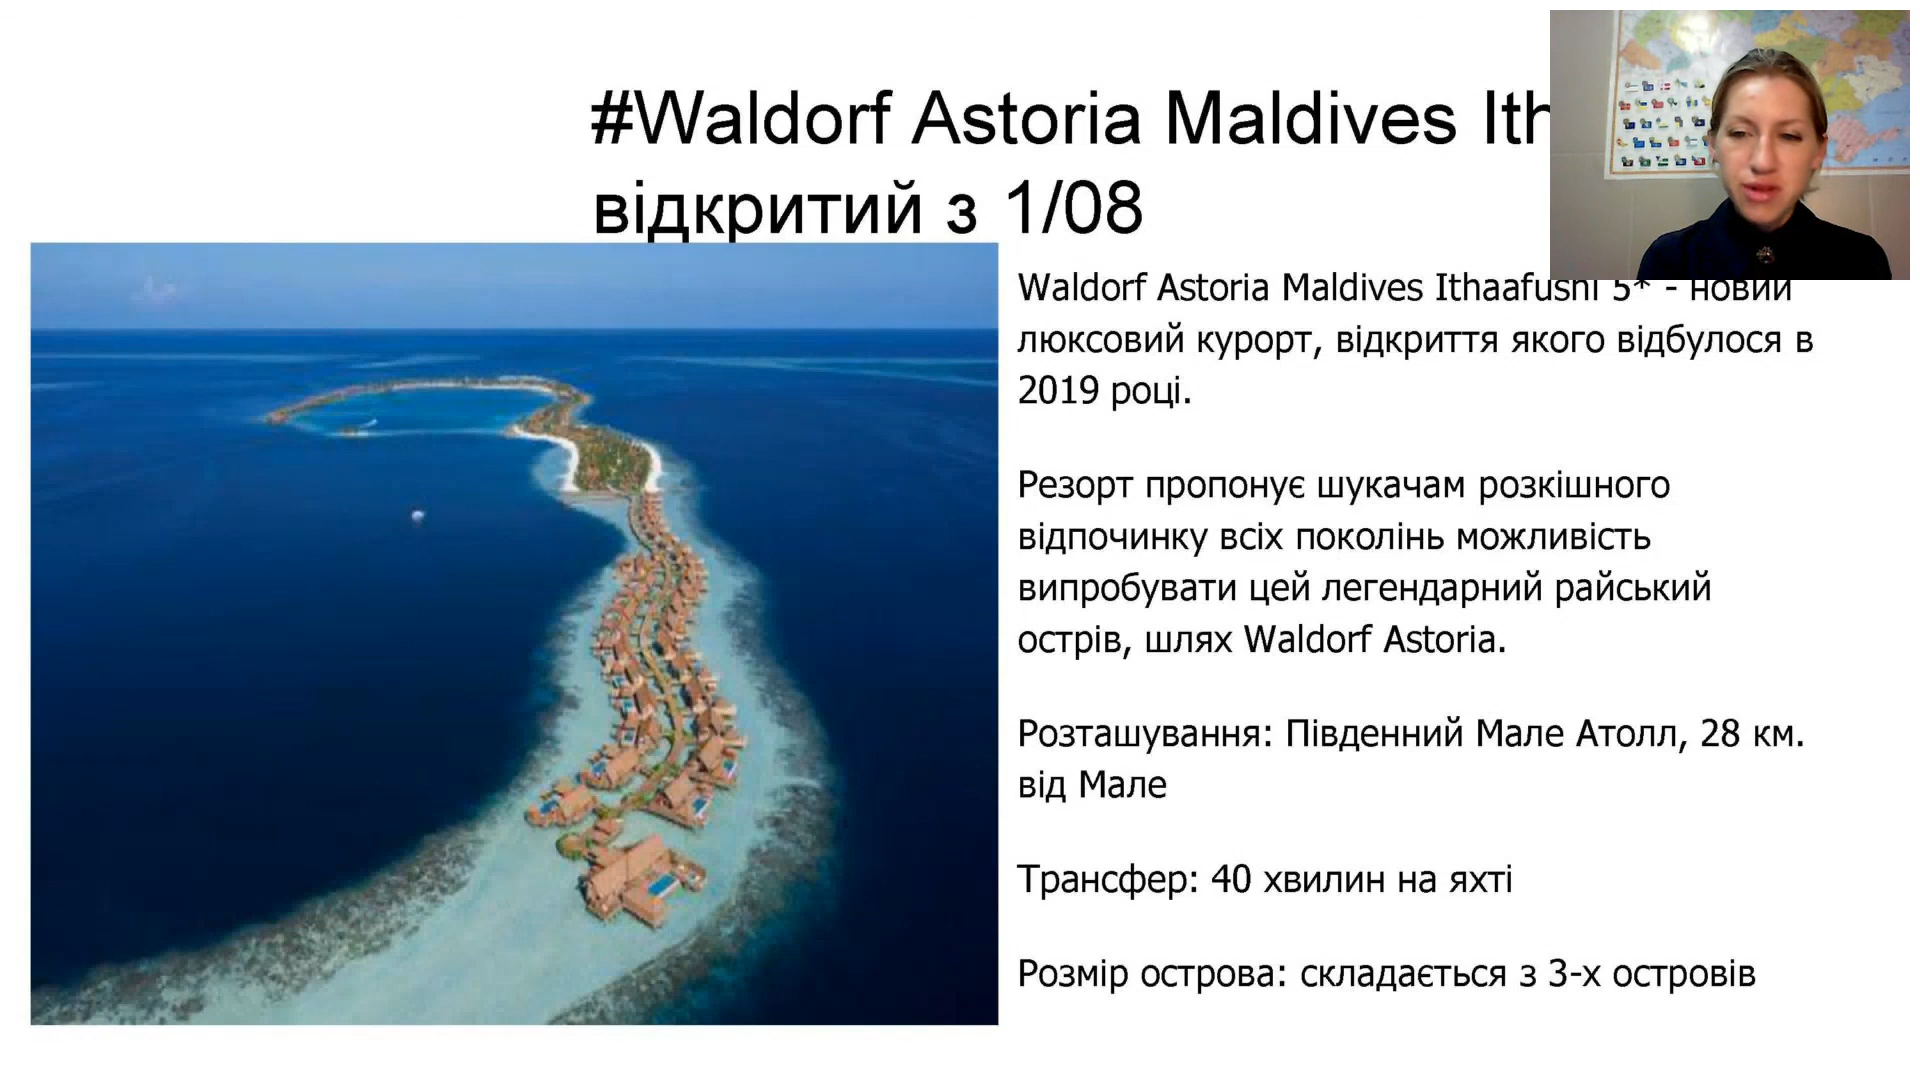 #Waldorf Astoria Maldives Ith
відкритий з 1/08
Waldorf Astoria Maldives Ithaafushi 5* - новий
люксовий курорт, відкриття якого відбулося в
2019 році.
Резорт пропонує шукачам розкішного
відпочинку всіх поколінь можливість
випробувати цей легендарний райський
острів, шлях Waldorf Astoria.
Розташування: Південний Мале Атолл, 28 км.
від Мале
Трансфер: 40 хвилин на яхті
Розмір острова: складається з 3-х островів